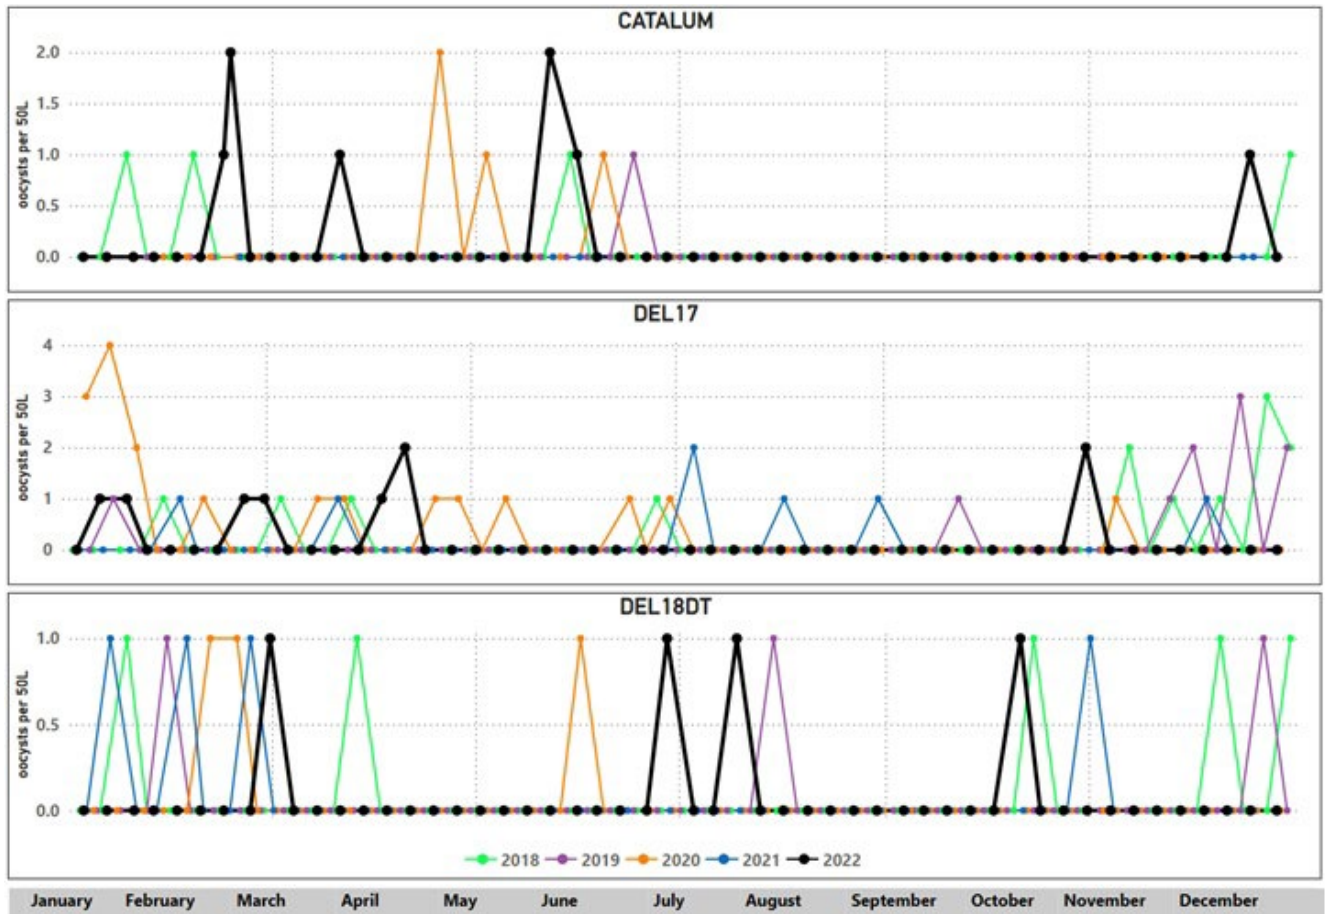 CATALUM
oocysts per 50L
2.0
1.5
1.0
0.5
0.0
DEL17
oocysts per 50L
4
3
2
1
0
DEL18DT
oocysts per 50L
1.0
0.5
0.0
2018 2019 2020 2021 2022
January February March April May June July August September October November December